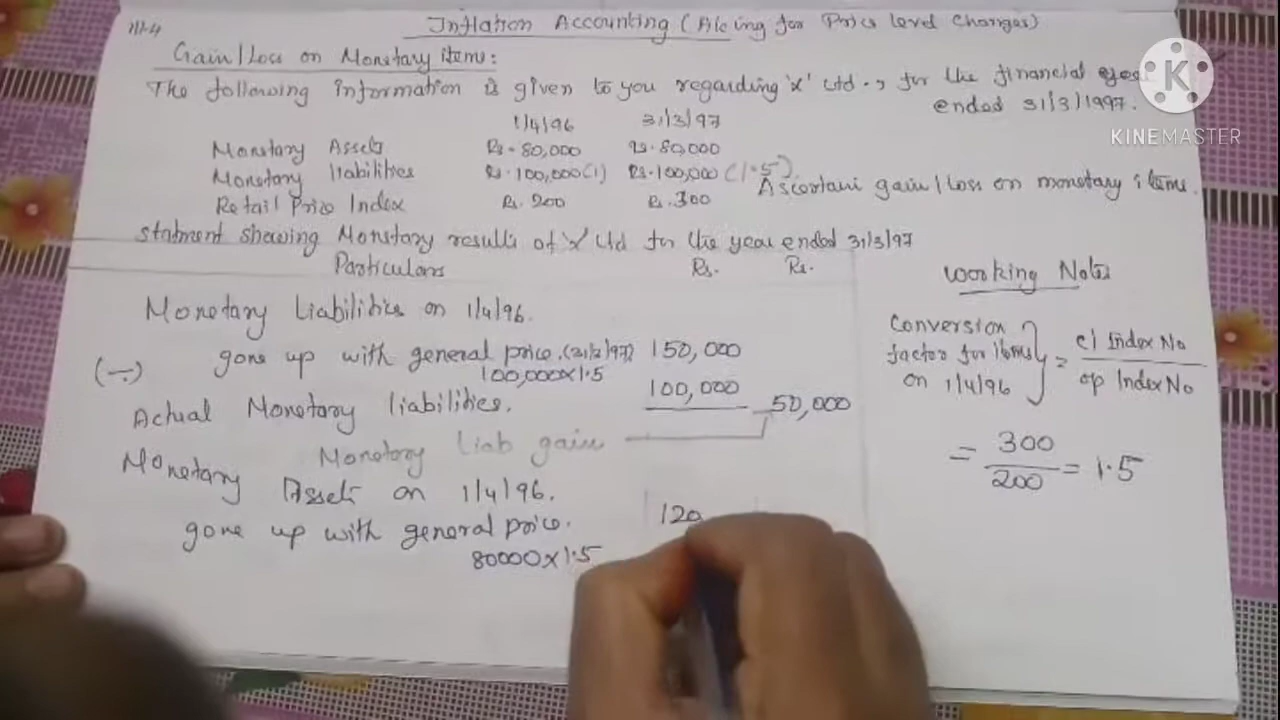 Ill-4
Inflation Accounting (A/cing for Price level Changes)
Gain/Loss on Monetary items:
The following information is given to you regarding 'X' Ltd., for the financial year
ended 31/3/1997.
1/4/96 31/3/97
Monetary Assets Rs. 80,000 Rs. 80,000
Monetary liabilities Rs. 100,000 (1) Rs. 100,000 (1.5)
Retail Price Index Rs. 200 Rs. 300
Ascertain gain/Loss on monetary items.
Statment showing Monetary results of 'X' Ltd for the year ended 31/3/97
Particulars Rs. Rs.
Monetary Liabilities on 1/4/96.
gone up with general price. (31/3/97) 150,000
100,000x1.5
(-)
Actual Monetary liabilities. 100,000 50,000
Monetary Liab gain
Monetary Assets on 1/4/96.
gone up with general price. 120
80000x1.5
Working Notes
Conversion
factor for items
on 1/4/96
= cl Index No
op Index No
= 300
200
= 1.5
K
KINEMASTER